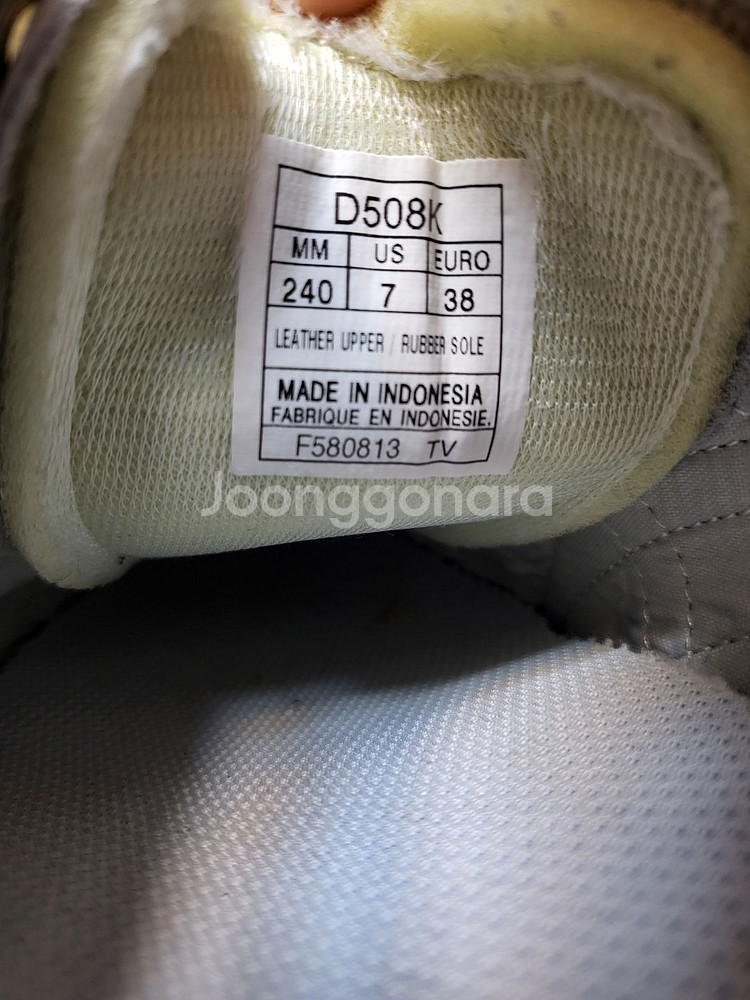 D508K
MM US EURO
240 7 38
LEATHER UPPER / RUBBER SOLE
MADE IN INDONESIA
FABRIQUE EN INDONESIE.
F580813 TV
Joonggonara